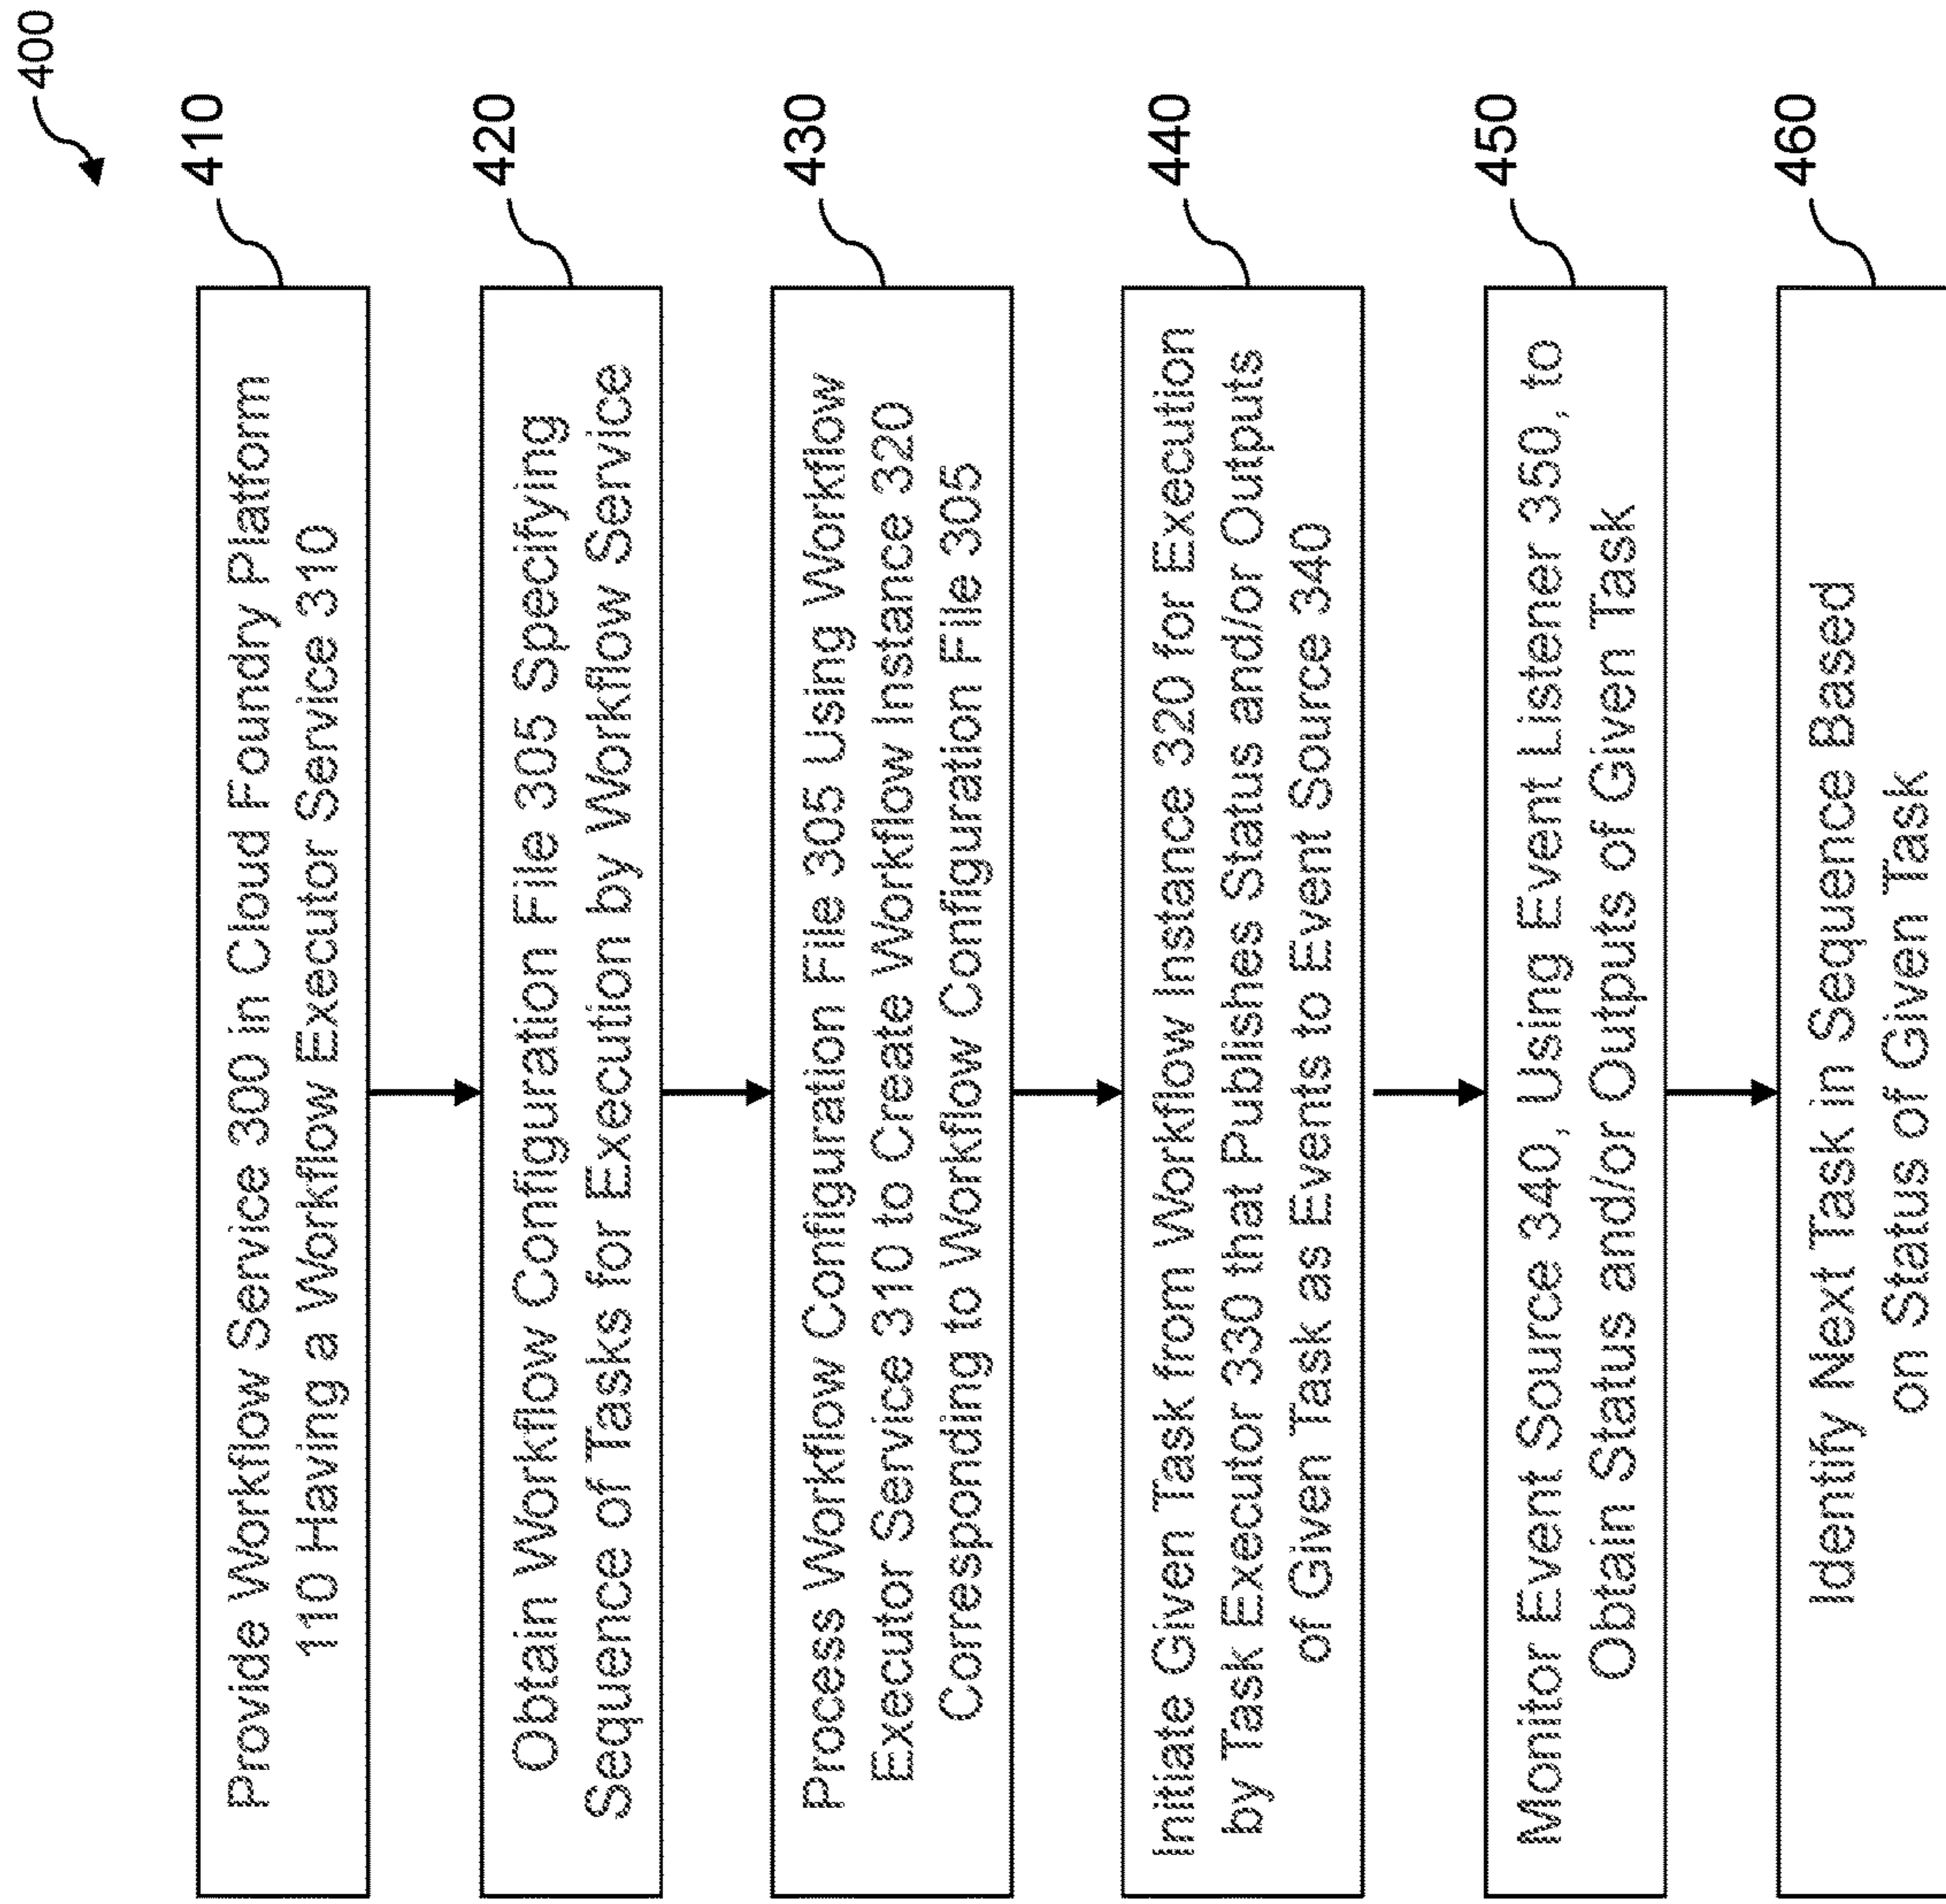 400
410
Provide Workflow Service 300 in Cloud Foundry Platform
110 Having a Workflow Executor Service 310
420
Obtain Workflow Configuration File 305 Specifying
Sequence of Tasks for Execution by Workflow Service
430
Process Workflow Configuration File 305 Using Workflow
Executor Service 310 to Create Workflow Instance 320
Corresponding to Workflow Configuration File 305
440
Initiate Given Task from Workflow Instance 320 for Execution
by Task Executor 330 that Publishes Status and/or Outputs
of Given Task as Events to Event Source 340
450
Monitor Event Source 340, Using Event Listener 350, to
Obtain Status and/or Outputs of Given Task
460
Identify Next Task in Sequence Based
on Status of Given Task